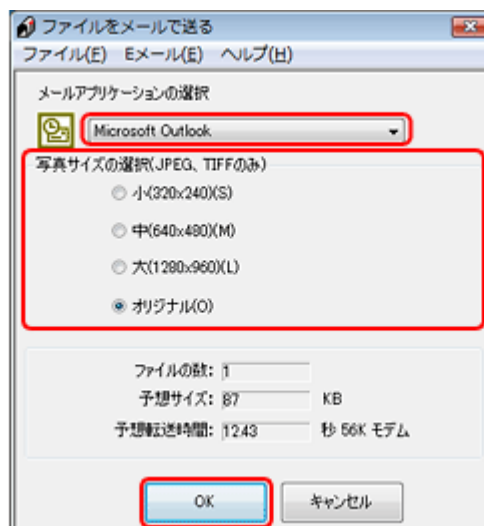 ファイルをメールで送る
ファイル(F) Eメール(E) ヘルプ(H)
メールアプリケーションの選択
Microsoft Outlook
写真サイズの選択(JPEG、TIFFのみ)
小(320x240)(S)
中(640x480)(M)
大(1280x960)(L)
オリジナル(O)
ファイルの数: 1
予想サイズ: 87 KB
予想転送時間: 12.43 秒 56K モデム
OK キャンセル